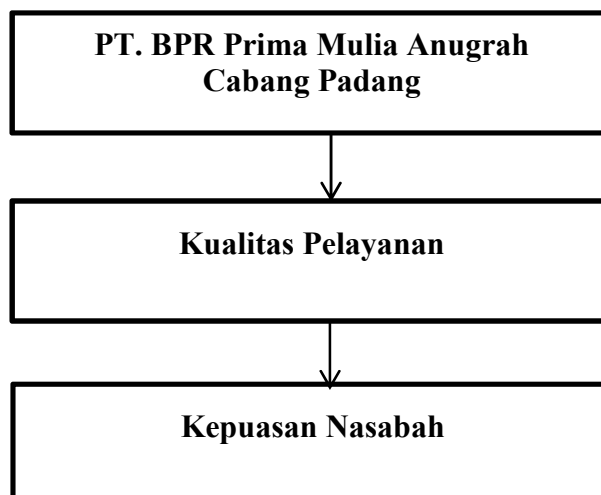 PT. BPR Prima Mulia Anugrah
Cabang Padang
Kualitas Pelayanan
Kepuasan Nasabah